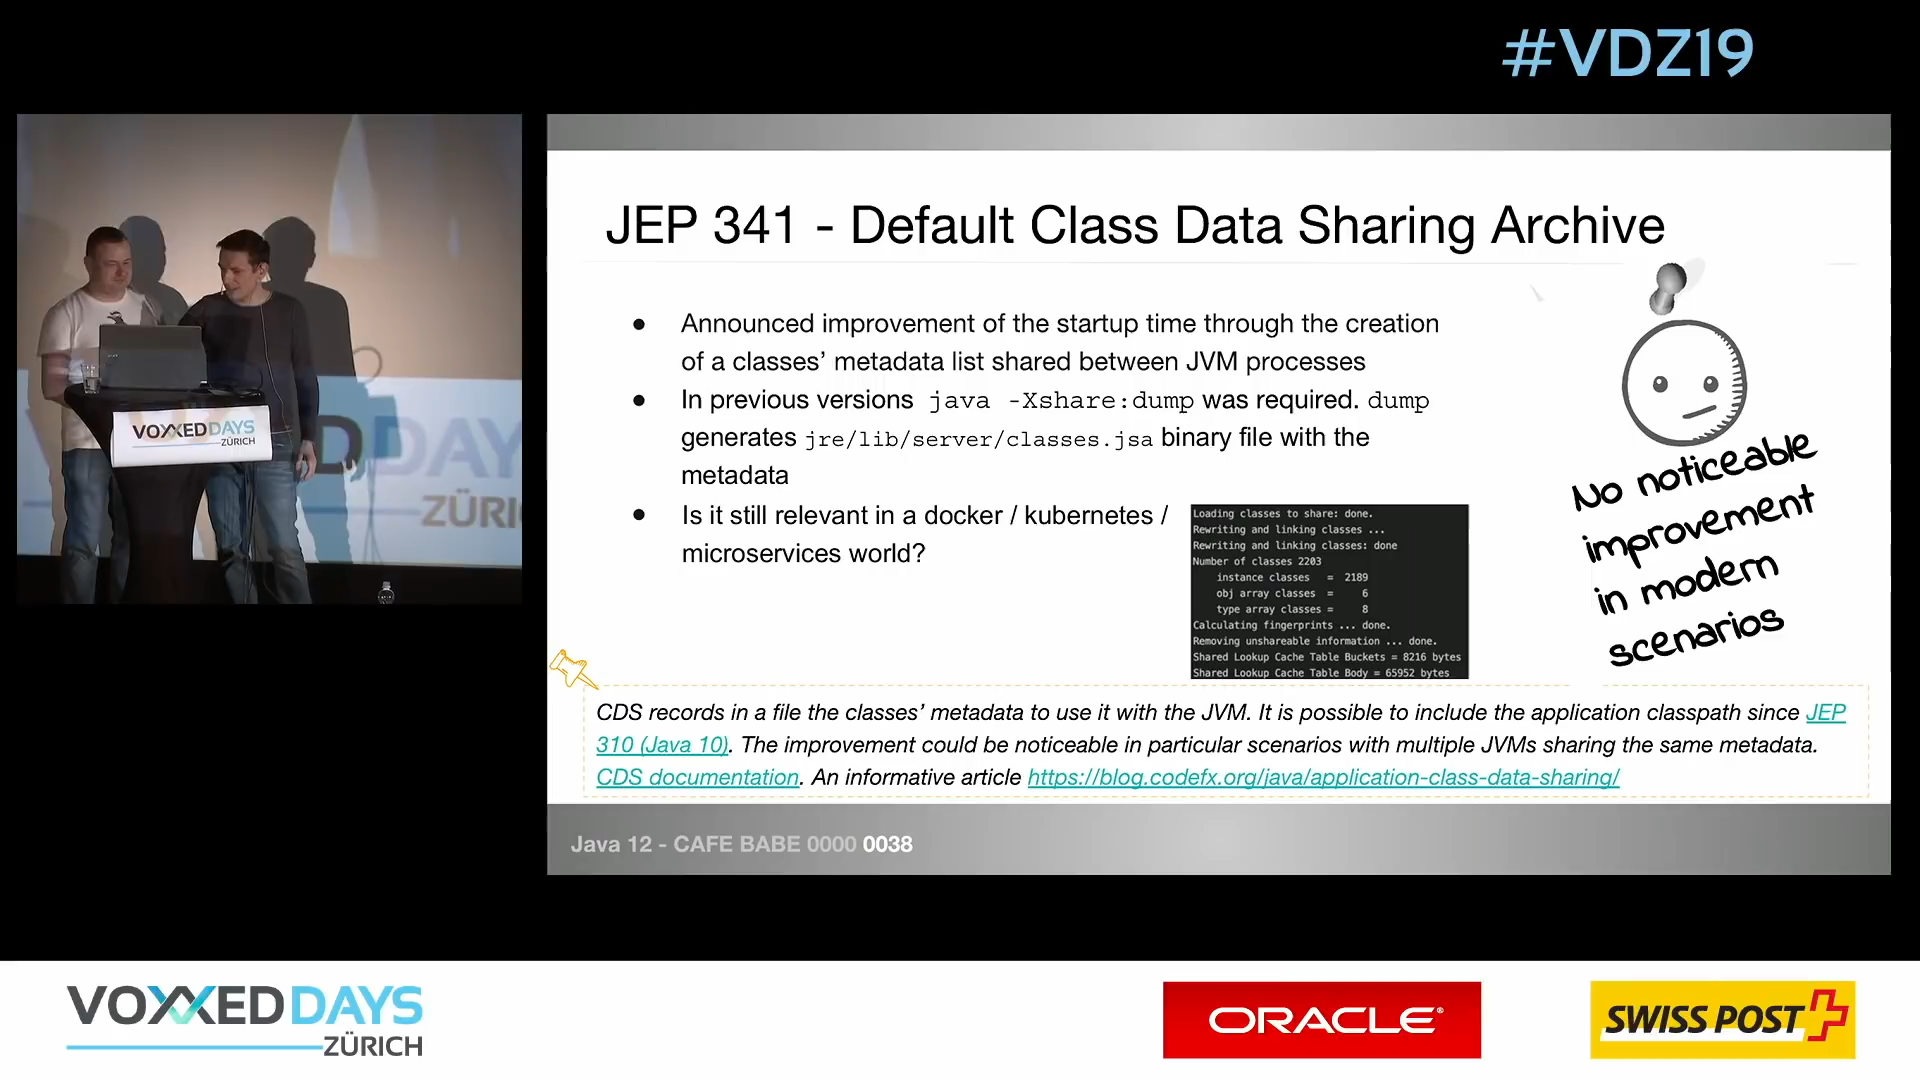 #VDZ19
JEP 341 - Default Class Data Sharing Archive
● Announced improvement of the startup time through the creation
of a classes’ metadata list shared between JVM processes
● In previous versions java -Xshare:dump was required. dump
generates jre/lib/server/classes.jsa binary file with the
metadata
● Is it still relevant in a docker / kubernetes /
microservices world?
Loading classes to share: done.
Rewriting and linking classes ...
Rewriting and linking classes: done
Number of classes 2203
instance classes = 2189
obj array classes = 6
type array classes = 8
Calculating fingerprints ... done.
Removing unshareable information ... done.
Shared Lookup Cache Table Buckets = 8216 bytes
Shared Lookup Cache Table Body = 65952 bytes
No noticeable
improvement
in modern
scenarios
CDS records in a file the classes’ metadata to use it with the JVM. It is possible to include the application classpath since JEP
310 (Java 10). The improvement could be noticeable in particular scenarios with multiple JVMs sharing the same metadata.
CDS documentation. An informative article https://blog.codefx.org/java/application-class-data-sharing/
Java 12 - CAFE BABE 0000 0038
VOXXEDDAYS
ZÜRICH
DAY
ZÜRI
VOXXEDDAYS
ZÜRICH
ORACLE®
SWISS POST